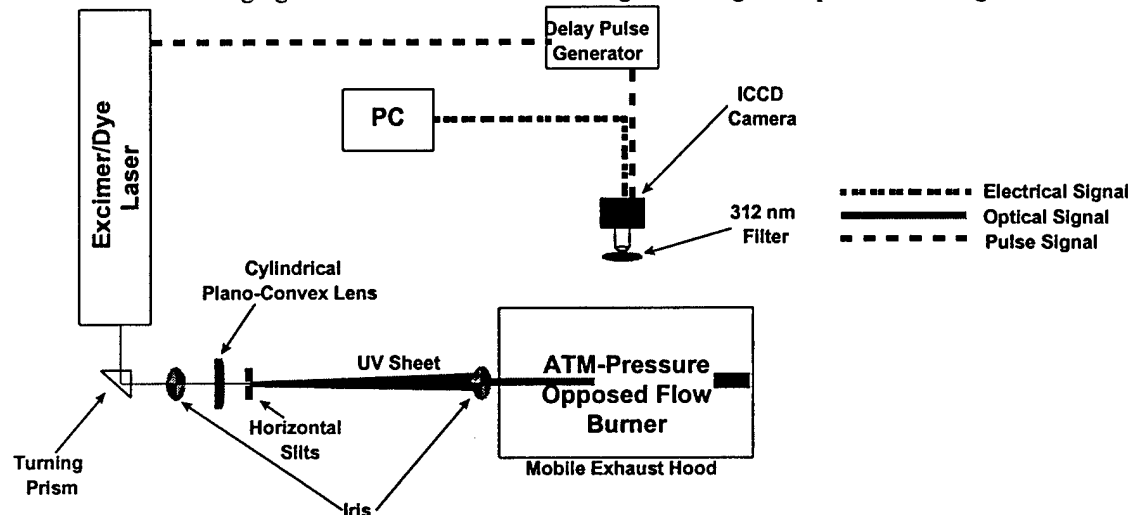 Delay Pulse
Generator
PC
ICCD
Camera
Excimer/Dye
Laser
Electrical Signal
Optical Signal
Pulse Signal
312 nm
Filter
Cylindrical
Plano-Convex Lens
UV Sheet
ATM-Pressure
Opposed Flow
Burner
Horizontal
Slits
Turning
Prism
Mobile Exhaust Hood
Iris